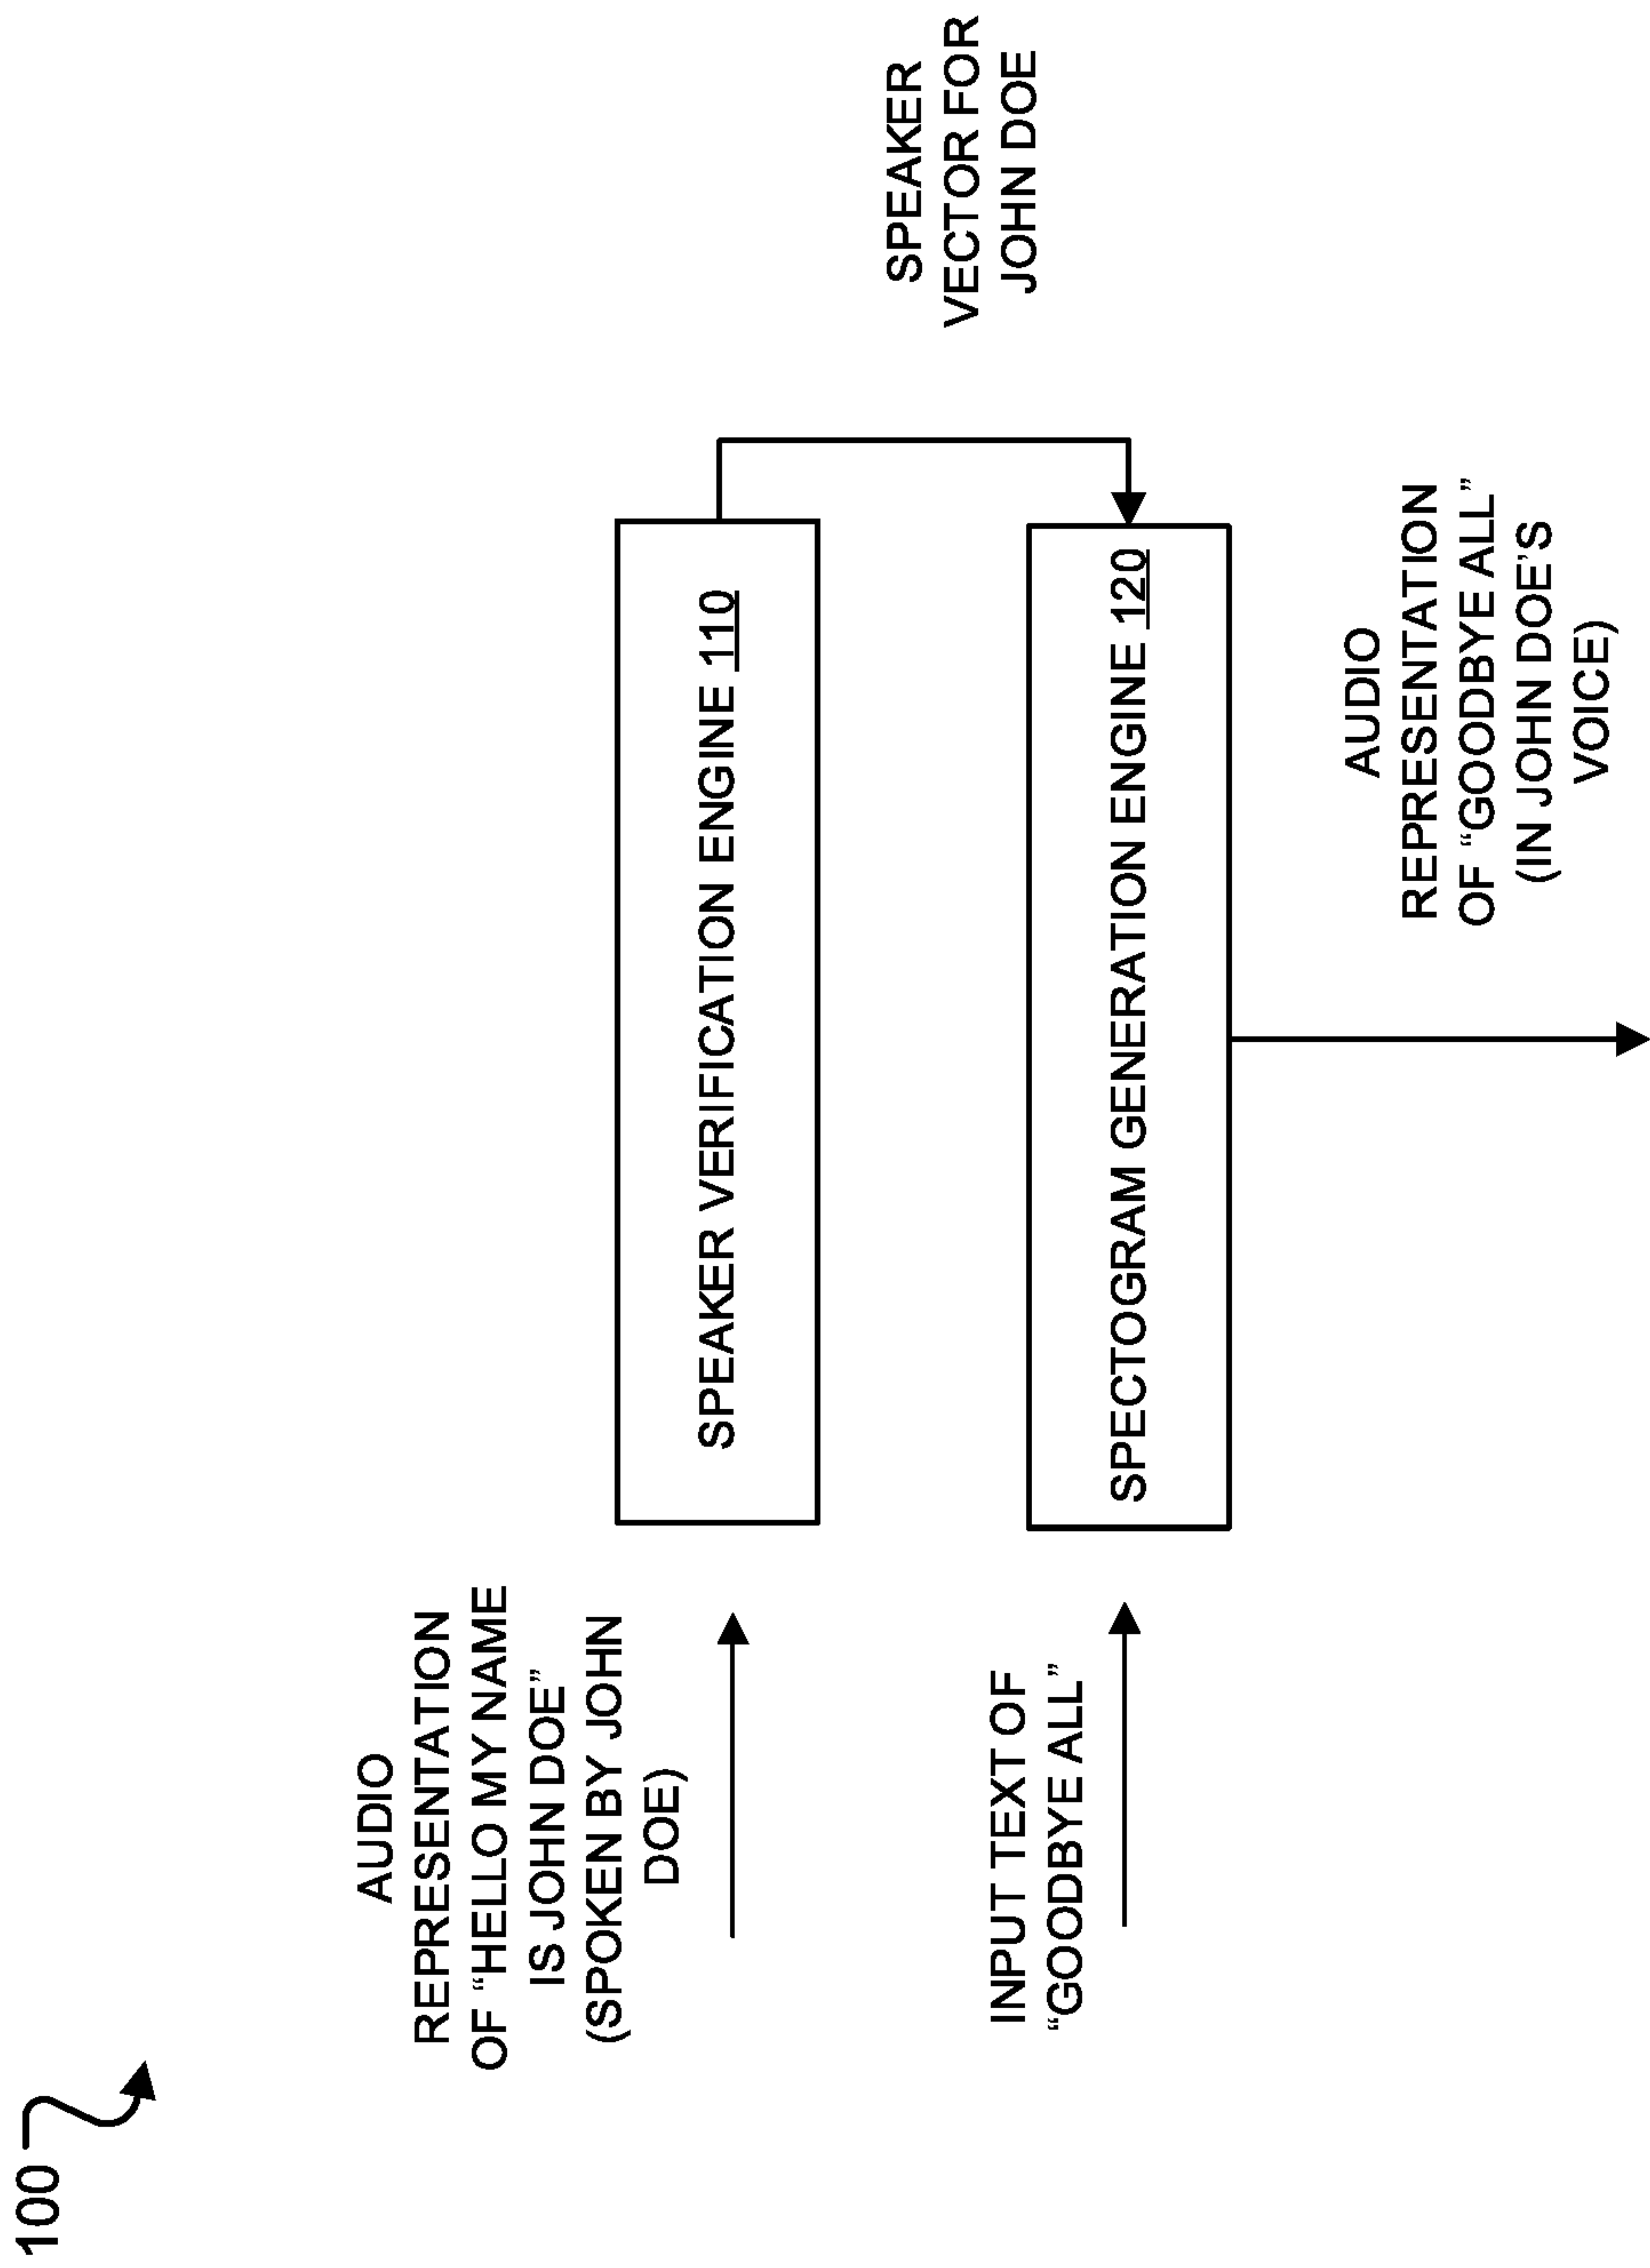 100
AUDIO
REPRESENTATION
OF "HELLO MY NAME
IS JOHN DOE"
(SPOKEN BY JOHN
DOE)
SPEAKER VERIFICATION ENGINE 110
SPEAKER
VECTOR FOR
JOHN DOE
INPUT TEXT OF
"GOODBYE ALL"
SPECTOGRAM GENERATION ENGINE 120
AUDIO
REPRESENTATION
OF "GOODBYE ALL"
(IN JOHN DOE'S
VOICE)